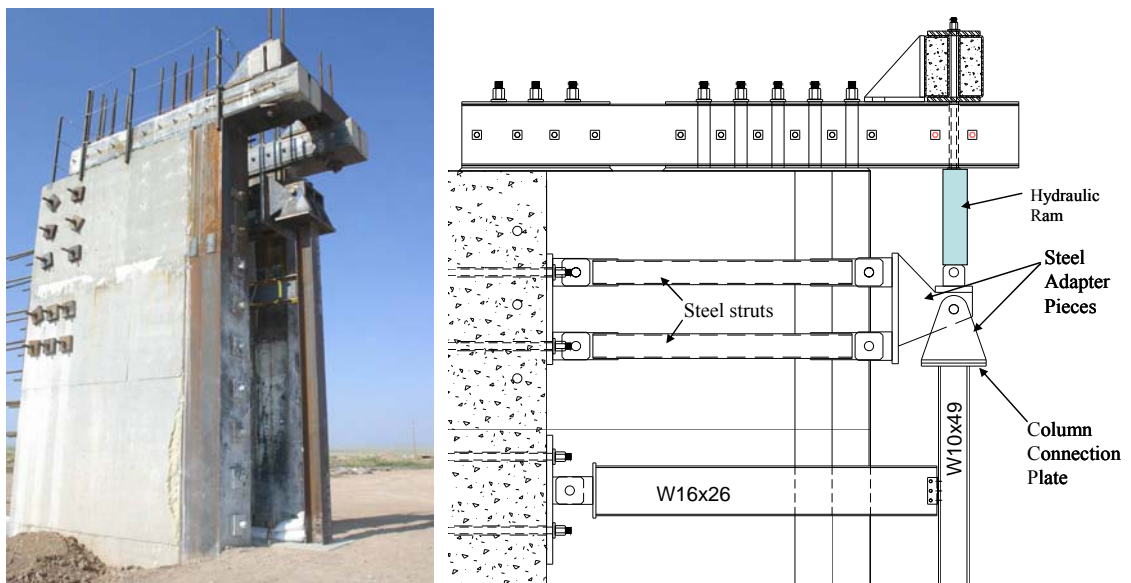 Hydraulic
Ram
Steel
Adapter
Pieces
Steel struts
Column
Connection
Plate
W10x49
W16x26